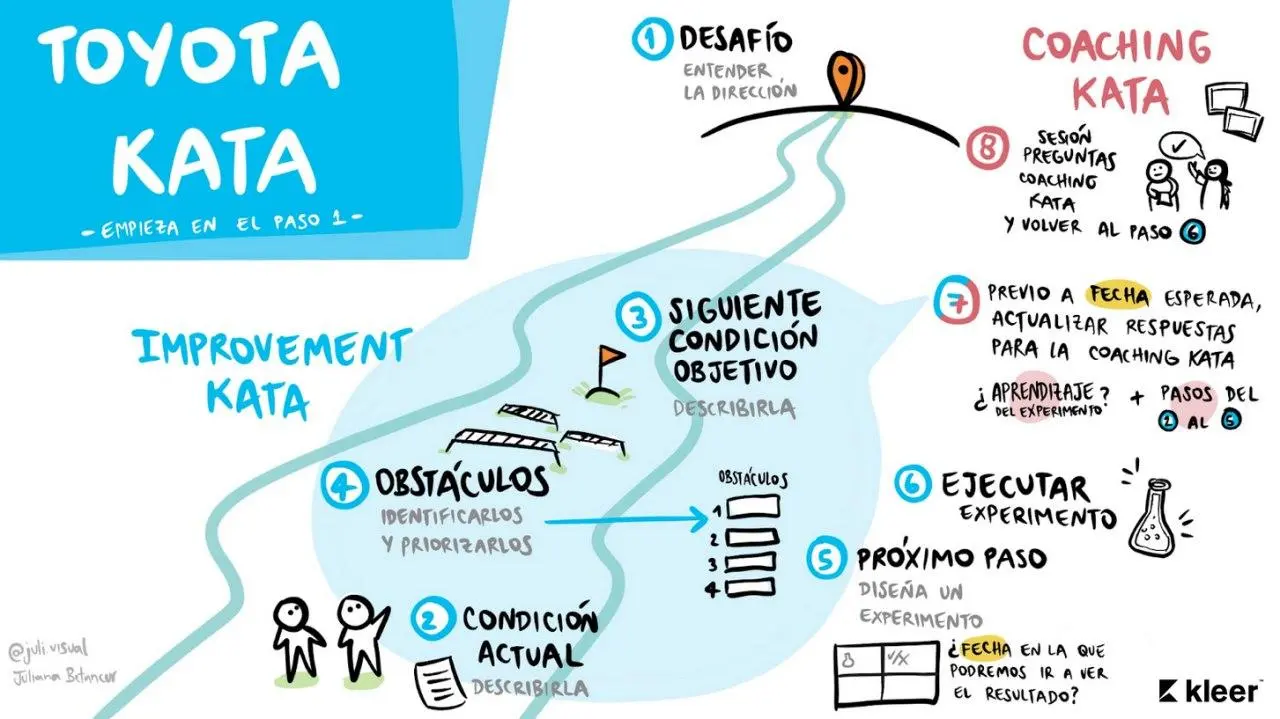 TOYOTA
KATA
- EMPIEZA EN EL PASO 1 -
1 DESAFÍO
ENTENDER
LA DIRECCIÓN
COACHING
KATA
8 SESIÓN
PREGUNTAS
COACHING
KATA
Y VOLVER AL PASO 6
IMPROVEMENT
KATA
3 SIGUIENTE
CONDICIÓN
OBJETIVO
DESCRIBIRLA
7 PREVIO A FECHA ESPERADA,
ACTUALIZAR RESPUESTAS
PARA LA COACHING KATA
¿APRENDIZAJE? + PASOS DEL
DEL EXPERIMENTO.
2 AL 5
4 OBSTÁCULOS
IDENTIFICARLOS
Y PRIORIZARLOS
OBSTÁCULOS
1
2
3
4
6 EJECUTAR
EXPERIMENTO
5 PRÓXIMO PASO
DISEÑA UN
EXPERIMENTO
¿FECHA EN LA QUE
PODREMOS IR A VER
EL RESULTADO?
2 CONDICIÓN
ACTUAL
DESCRIBIRLA
@juli.visual
Juliana Betancur
kleer